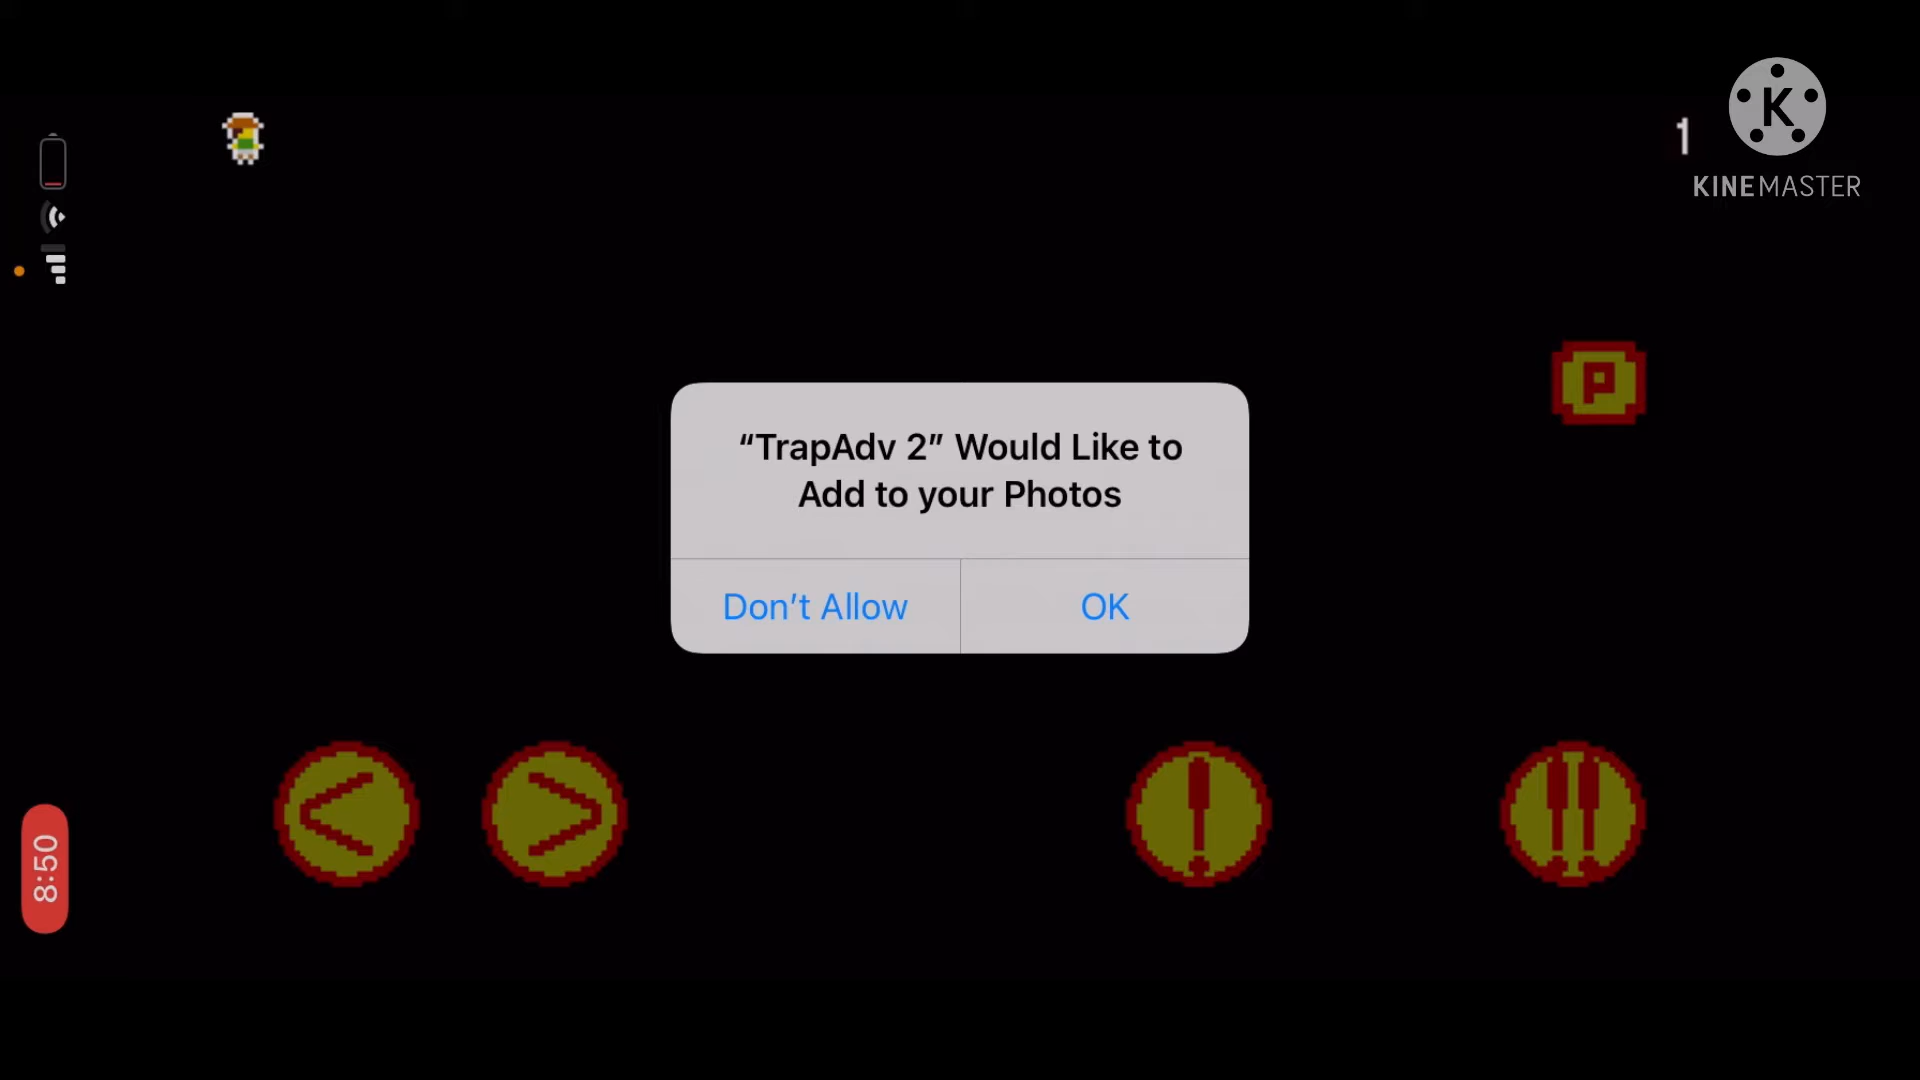 1
K
KINEMASTER
P
“TrapAdv 2” Would Like to
Add to your Photos
Don’t Allow
OK
< > ! !!
8:50